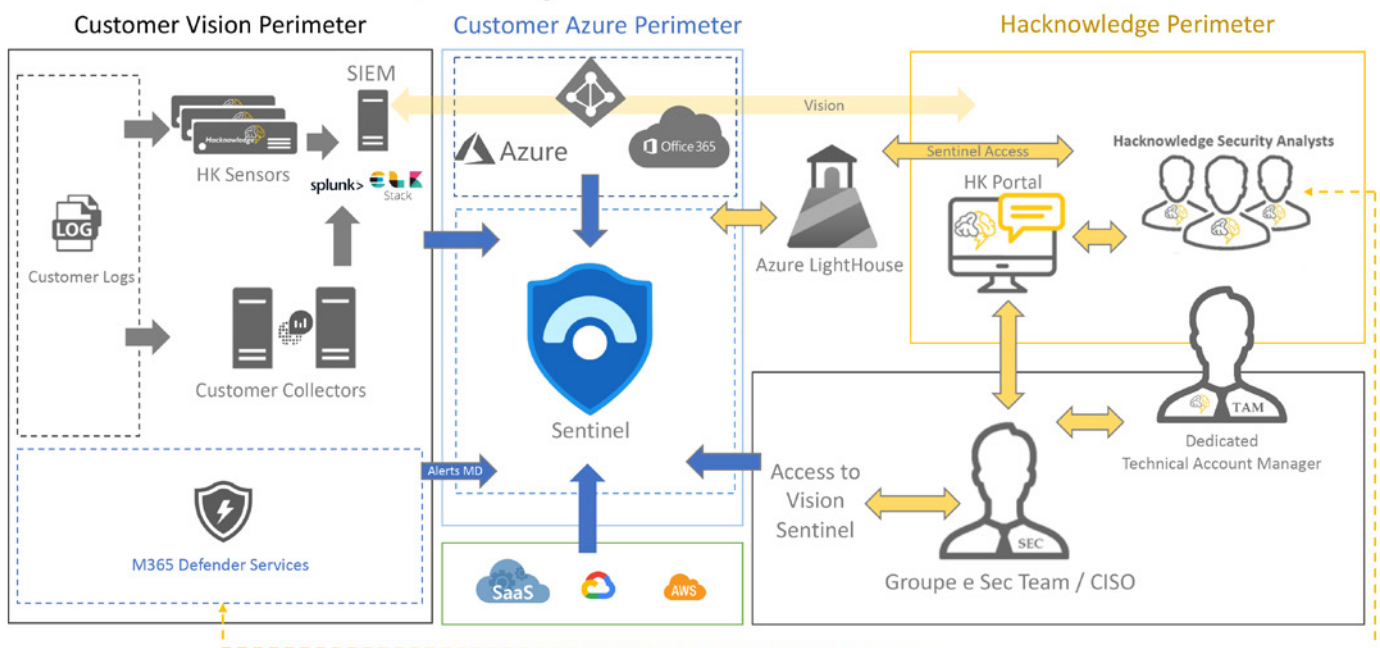 Customer Vision Perimeter
Customer Azure Perimeter
Hacknowledge Perimeter
SIEM
Hacknowledge
HK Sensors
splunk>
ELK
Stack
LOG
Customer Logs
Customer Collectors
M365 Defender Services
Azure
Office 365
Vision
Sentinel Access
Azure LightHouse
Sentinel
Alerts MD
SaaS
AWS
Hacknowledge Security Analysts
HK Portal
TAM
Dedicated
Technical Account Manager
Access to
Vision
Sentinel
SEC
Groupe e Sec Team / CISO